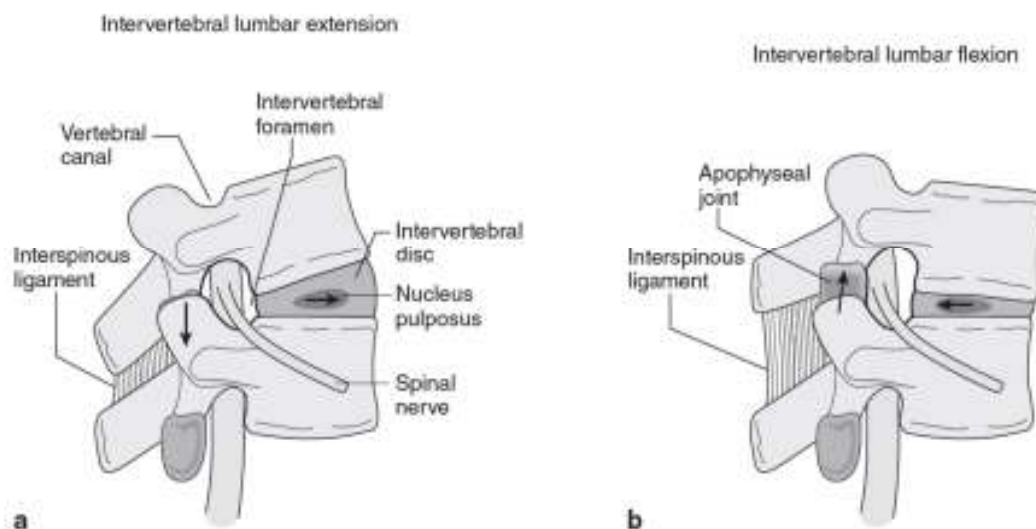 Intervertebral lumbar extension
Intervertebral
foramen
Vertebral
canal
Interspinous
ligament
Intervertebral
disc
Nucleus
pulposus
Spinal
nerve
a
Intervertebral lumbar flexion
Apophyseal
joint
Interspinous
ligament
b